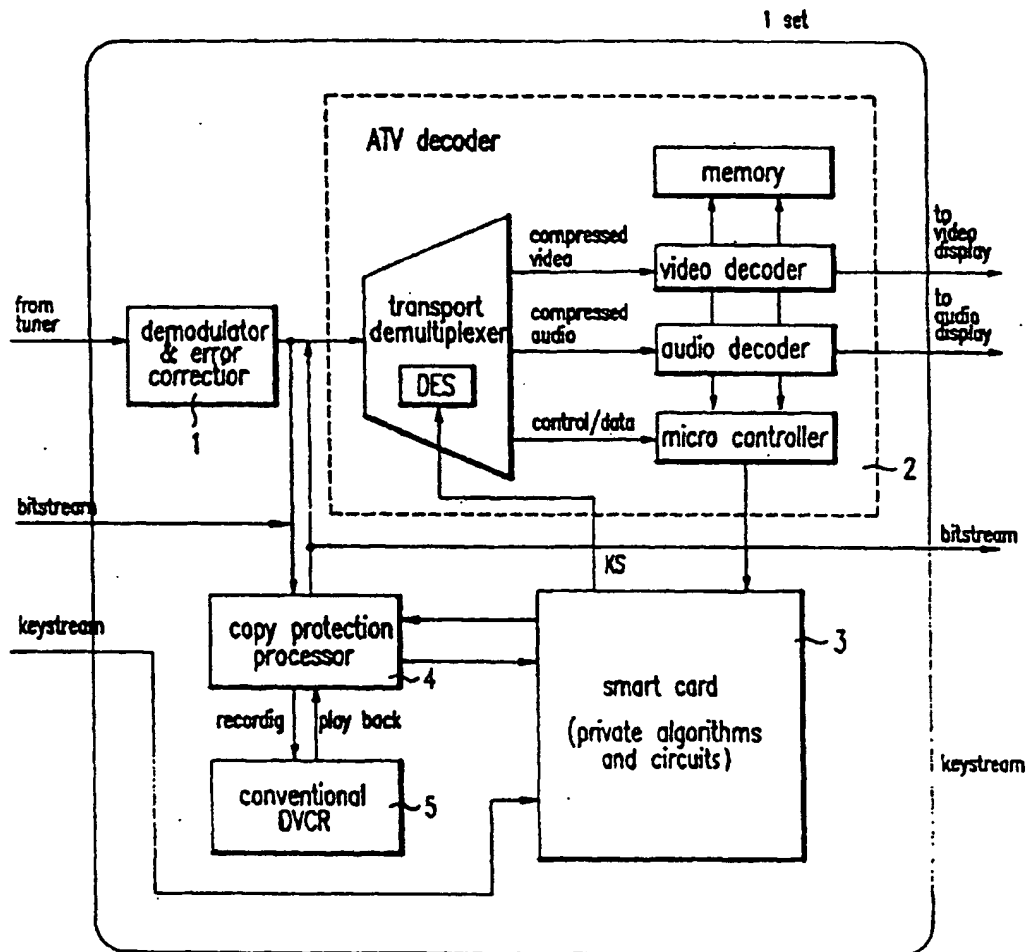 1 set
ATV decoder
memory
compressed
video
video decoder
to
video
display
from
tuner
demodulator
& error
correctior
1
transport
demultiplexer
DES
compressed
audio
audio decoder
to
audio
display
control/data
micro controller
2
bitstream
bitstream
KS
keystream
copy protection
processor
4
recordig
play back
conventional
DVCR
5
smart card
(private algorithms
and circuits)
3
keystream